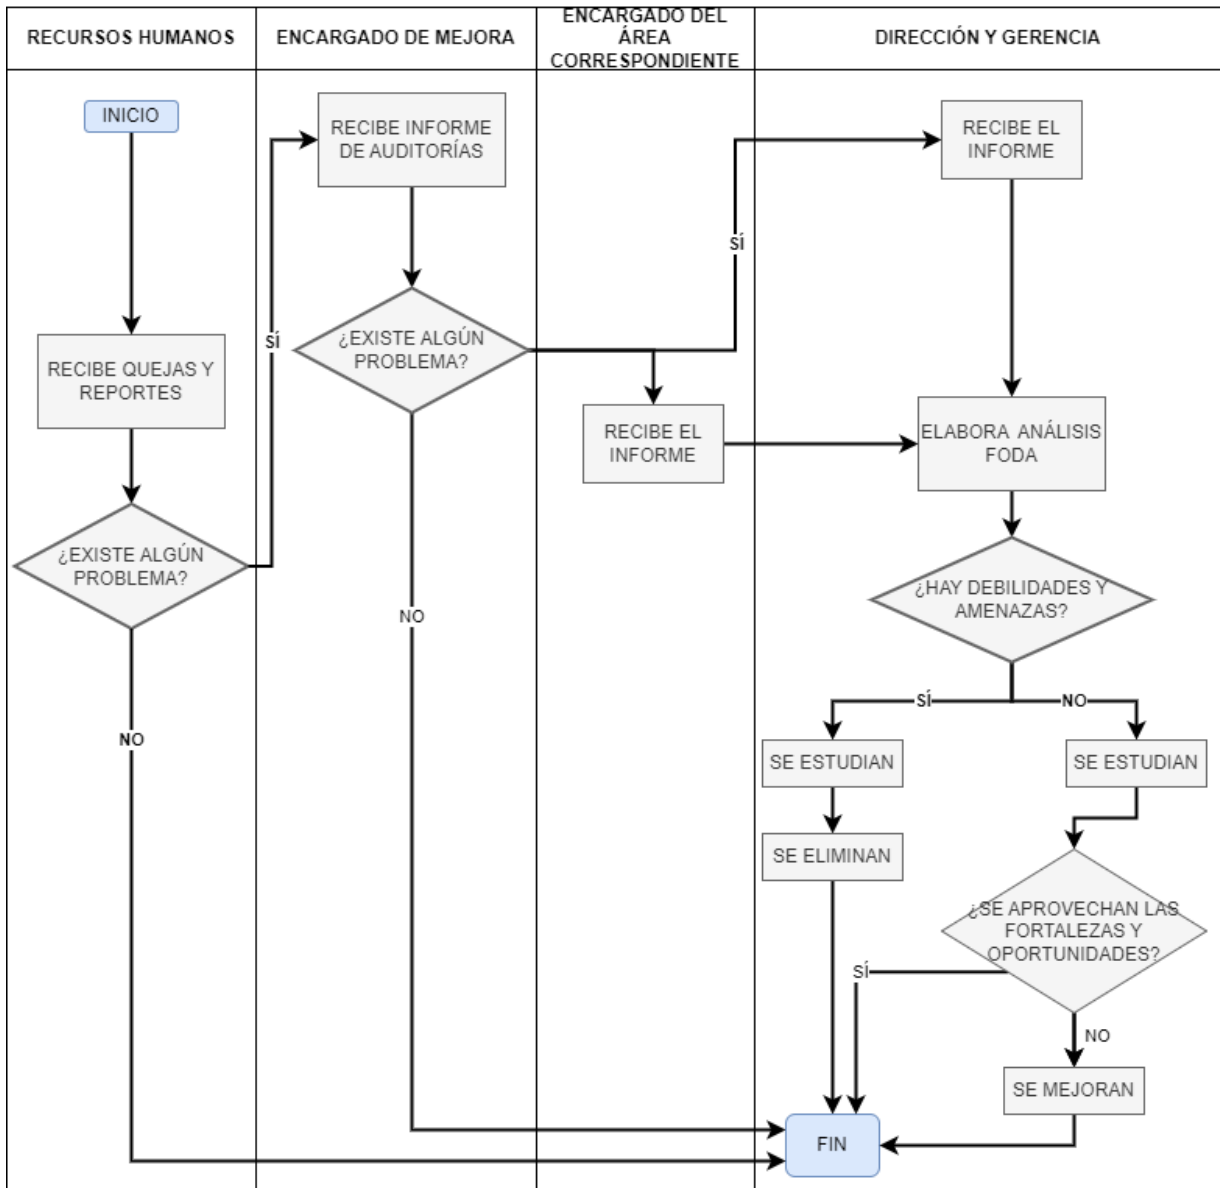 RECURSOS HUMANOS
ENCARGADO DE MEJORA
ENCARGADO DEL
ÁREA
CORRESPONDIENTE
DIRECCIÓN Y GERENCIA
INICIO
RECIBE QUEJAS Y
REPORTES
¿EXISTE ALGÚN
PROBLEMA?
NO
SÍ
RECIBE INFORME
DE AUDITORÍAS
¿EXISTE ALGÚN
PROBLEMA?
NO
SÍ
RECIBE EL
INFORME
RECIBE EL
INFORME
ELABORA ANÁLISIS
FODA
¿HAY DEBILIDADES Y
AMENAZAS?
SÍ
NO
SE ESTUDIAN
SE ELIMINAN
SE ESTUDIAN
¿SE APROVECHAN LAS
FORTALEZAS Y
OPORTUNIDADES?
SÍ
NO
SE MEJORAN
FIN